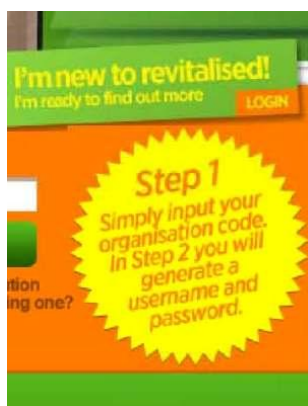 I'm new to revitalised!
I'm ready to find out more
LOGIN
Step 1
Simply input your
organisation code.
In Step 2 you will
generate a
username and
password.
tion
ing one?